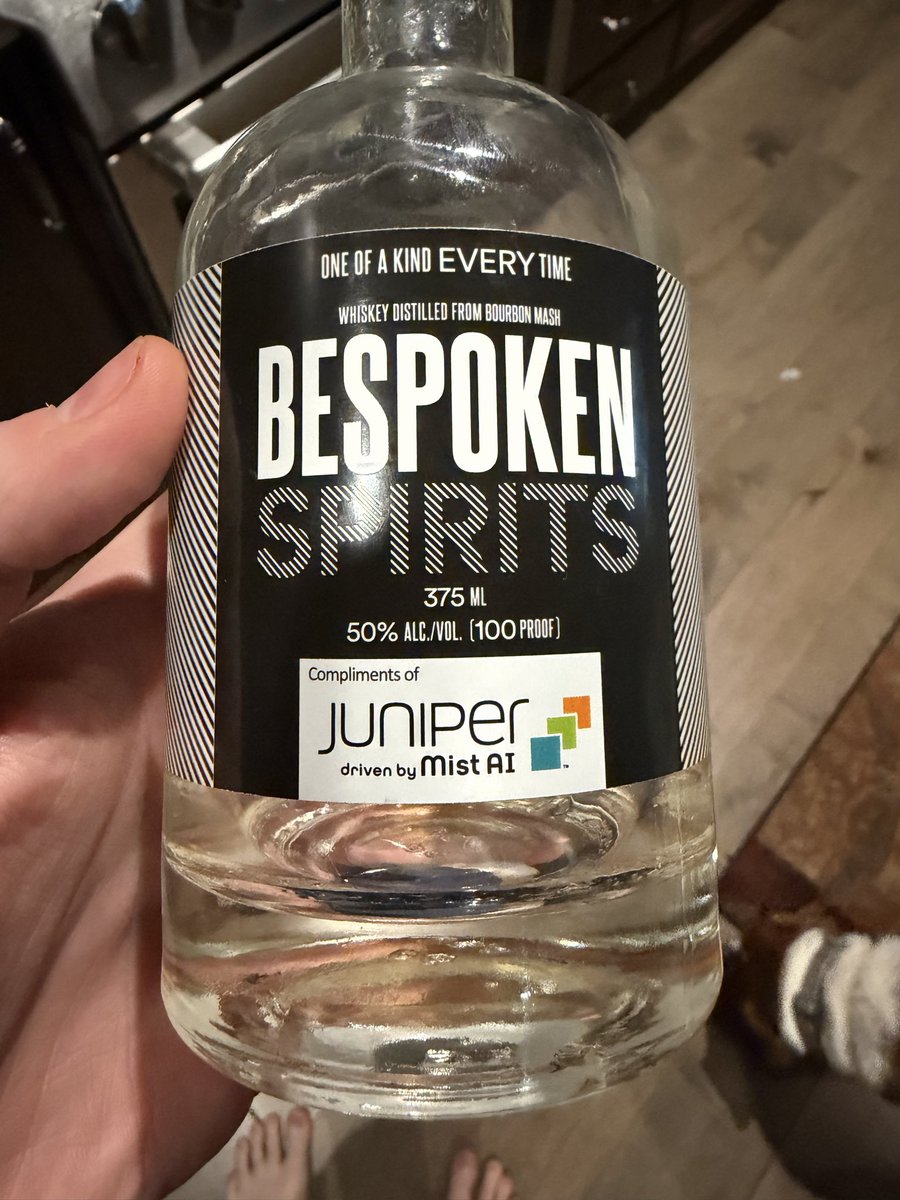 ONE OF A KIND EVERY TIME
WHISKEY DISTILLED FROM BOURBON MASH
BESPOKEN
SPIRITS
375 ML
50% ALC./VOL. (100 PROOF)
Compliments of
JUNIPer
driven by Mist AI
™